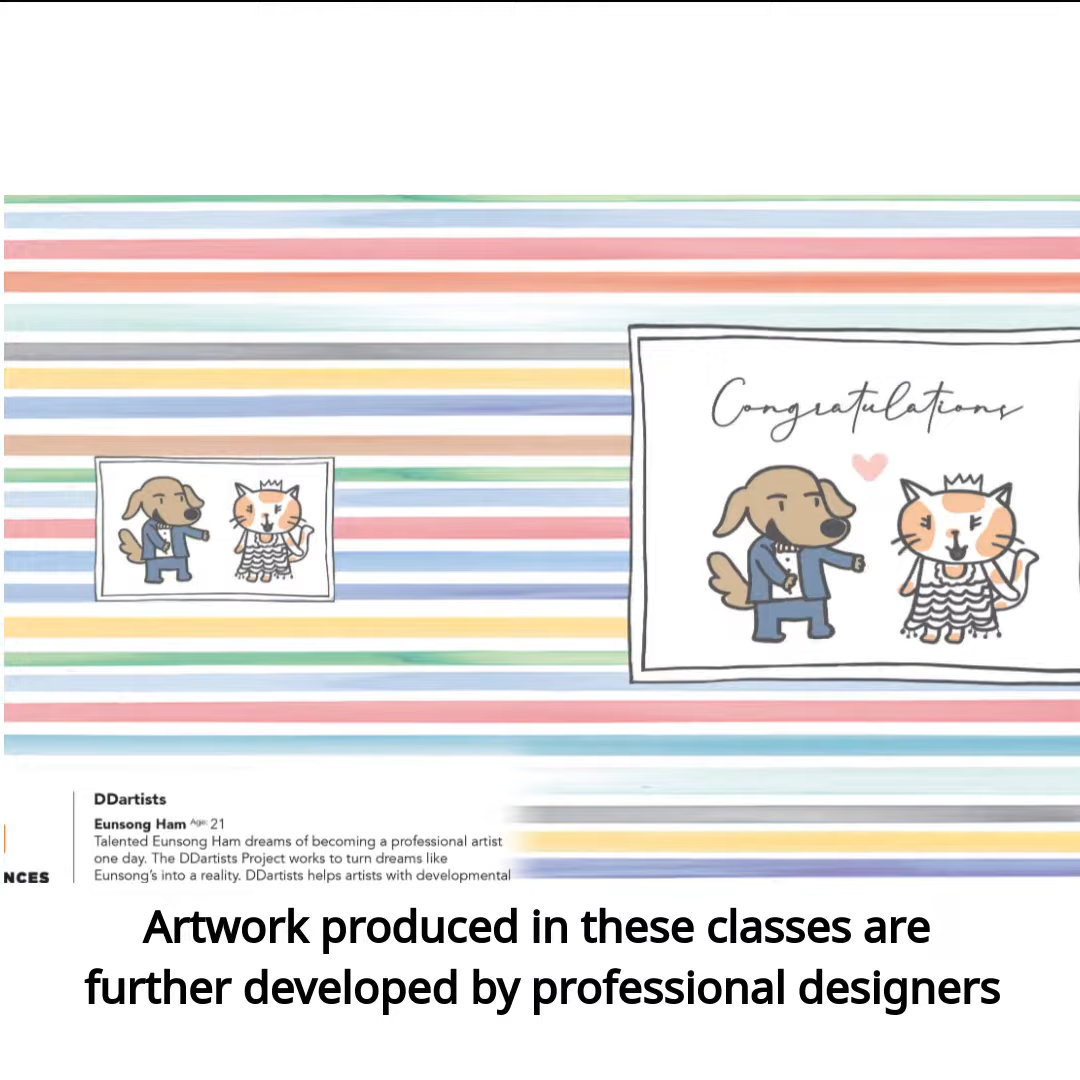 Congratulations
DDartists
Eunsong Ham Age: 21
Talented Eunsong Ham dreams of becoming a professional artist
one day. The DDartists Project works to turn dreams like
Eunsong's into a reality. DDartists helps artists with developmental
NCES
Artwork produced in these classes are
further developed by professional designers